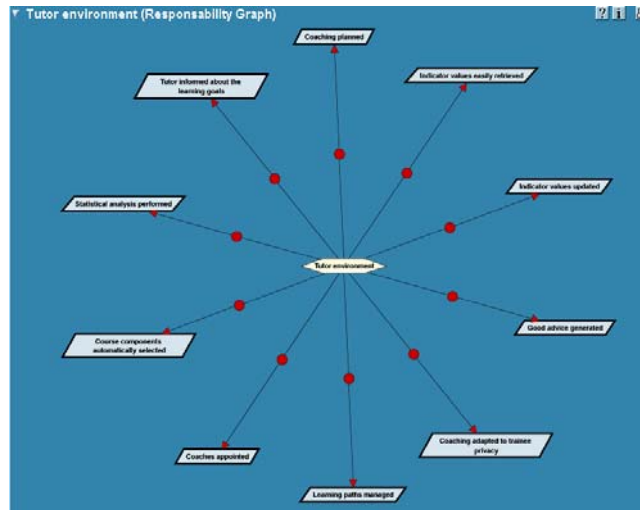 Tutor environment (Responsability Graph)
Coaching planned
Tutor informed about the
learning goals
Indicator values easily retrieved
Statistical analysis performed
Indicator values updated
Tutor environment
Course components
automatically selected
Good advice generated
Coaches appointed
Coaching adapted to trainee
privacy
Learning paths managed